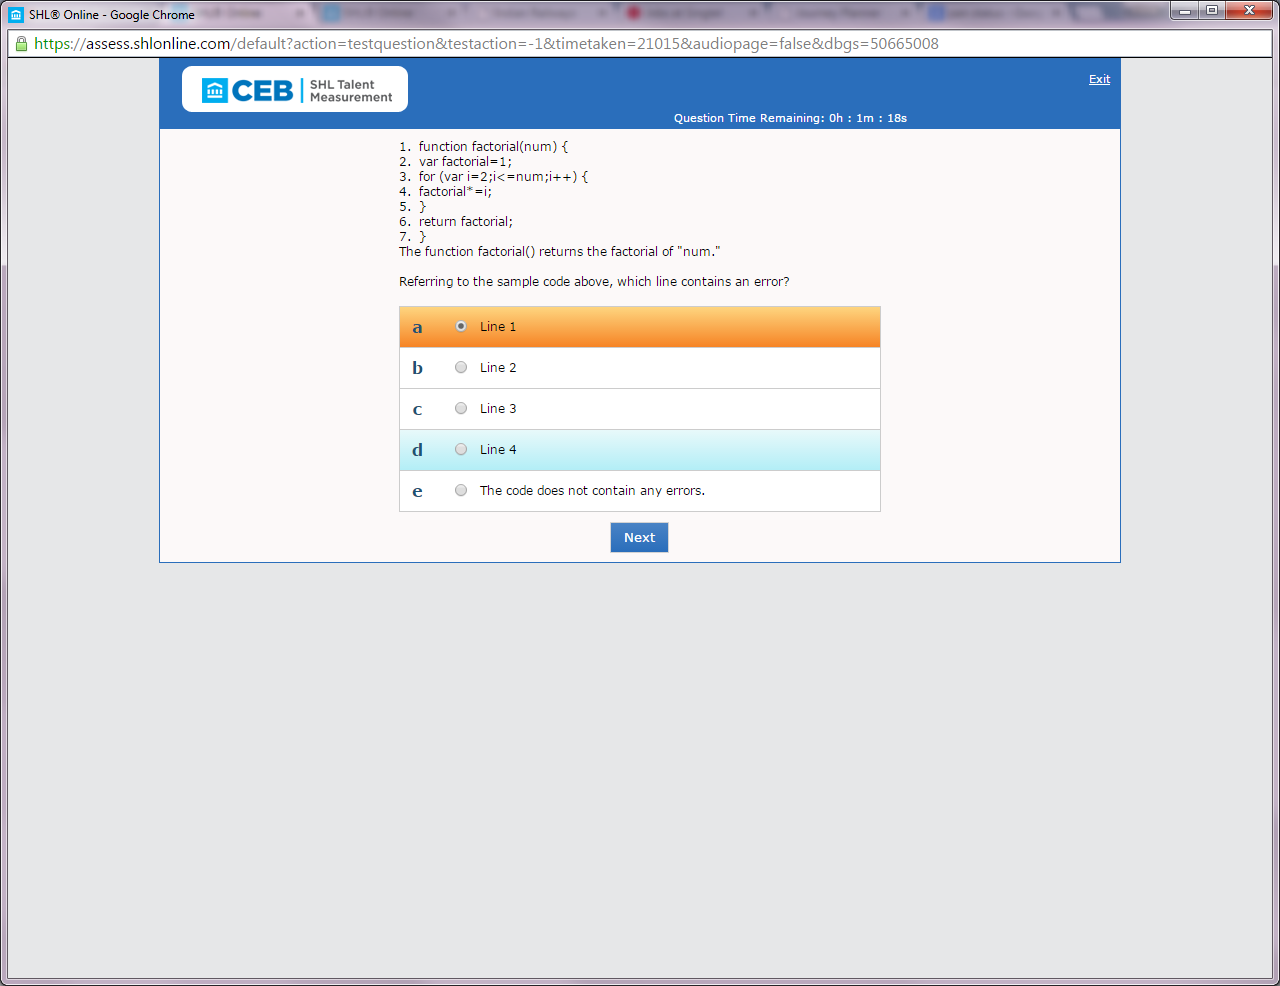 SHL® Online - Google Chrome
https://assess.shlonline.com/default?action=testquestion&testaction=-1&timetaken=21015&audiopage=false&dbgs=50665008
CEB SHL Talent Measurement
Exit
Question Time Remaining: 0h : 1m : 18s
1. function factorial(num) {
2. var factorial=1;
3. for (var i=2;i<=num;i++) {
4. factorial*=i;
5. }
6. return factorial;
7. }
The function factorial() returns the factorial of "num."
Referring to the sample code above, which line contains an error?
a Line 1
b Line 2
c Line 3
d Line 4
e The code does not contain any errors.
Next